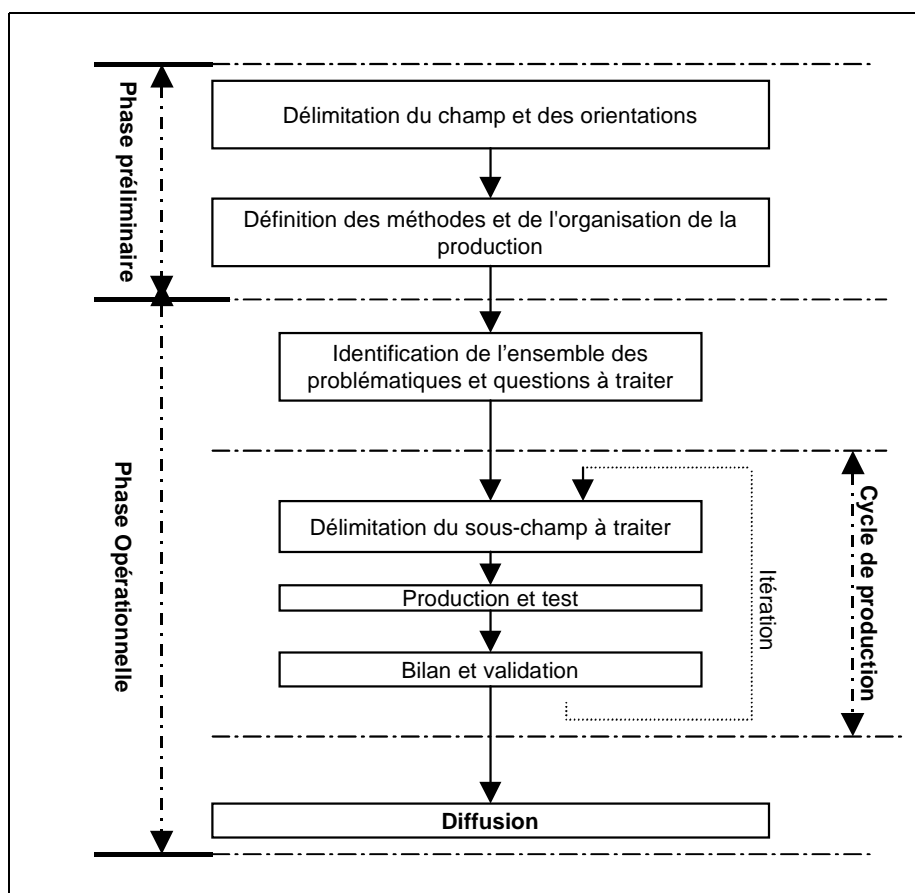 Phase préliminaire
Délimitation du champ et des orientations
Définition des méthodes et de l'organisation de la
production
Phase Opérationnelle
Identification de l’ensemble des
problématiques et questions à traiter
Cycle de production
Délimitation du sous-champ à traiter
Itération
Production et test
Bilan et validation
Diffusion